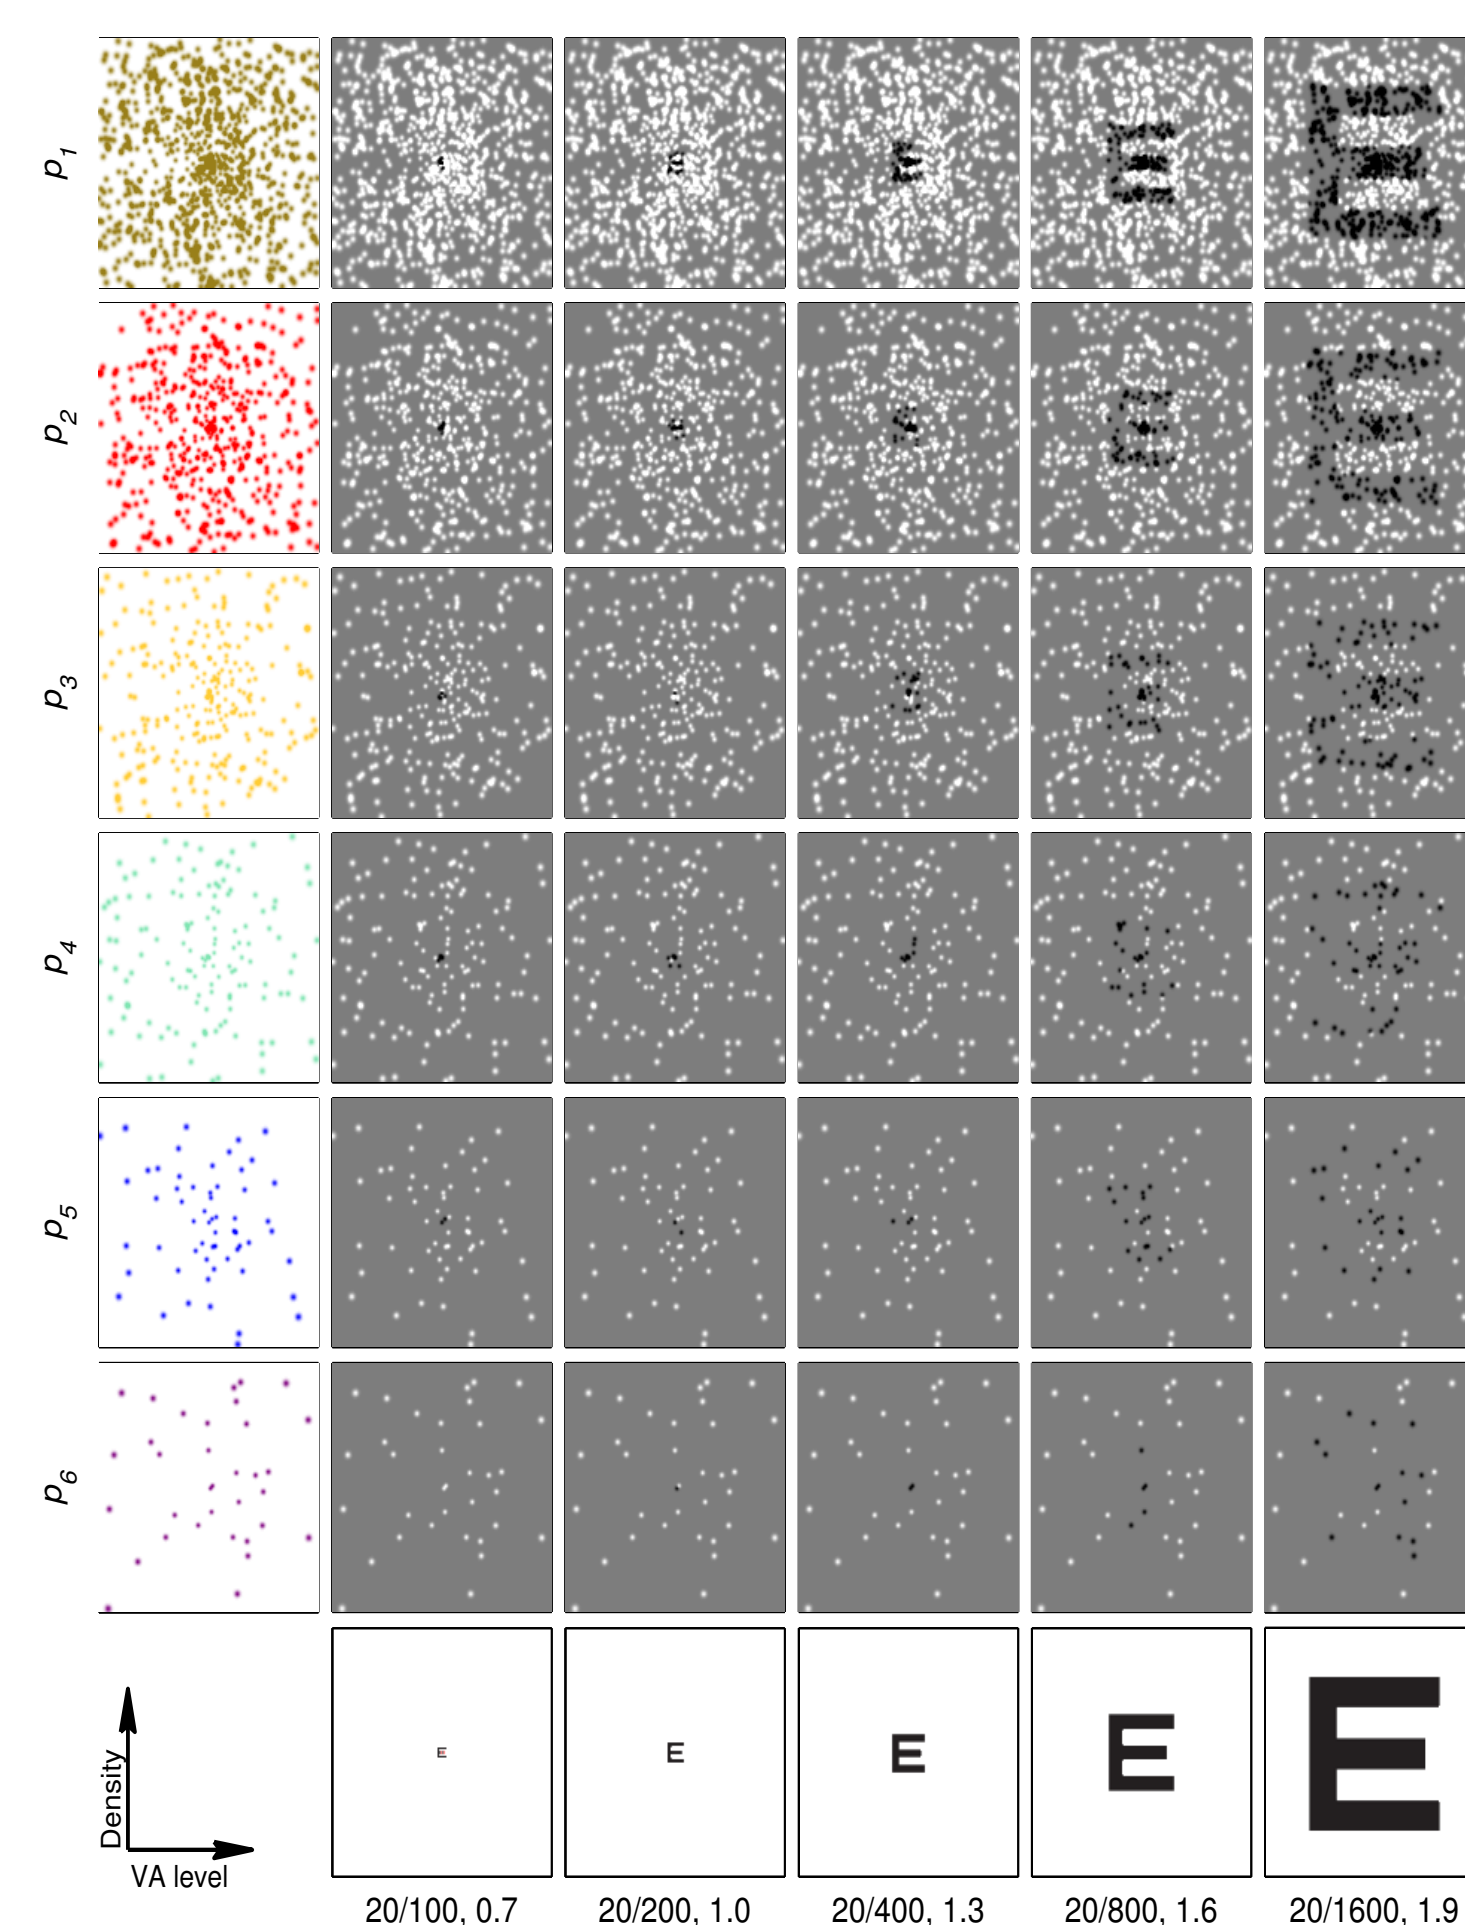 p1
p2
p3
p4
p5
p6
E E E E E
Density
VA level
20/100, 0.7 20/200, 1.0 20/400, 1.3 20/800, 1.6 20/1600, 1.9